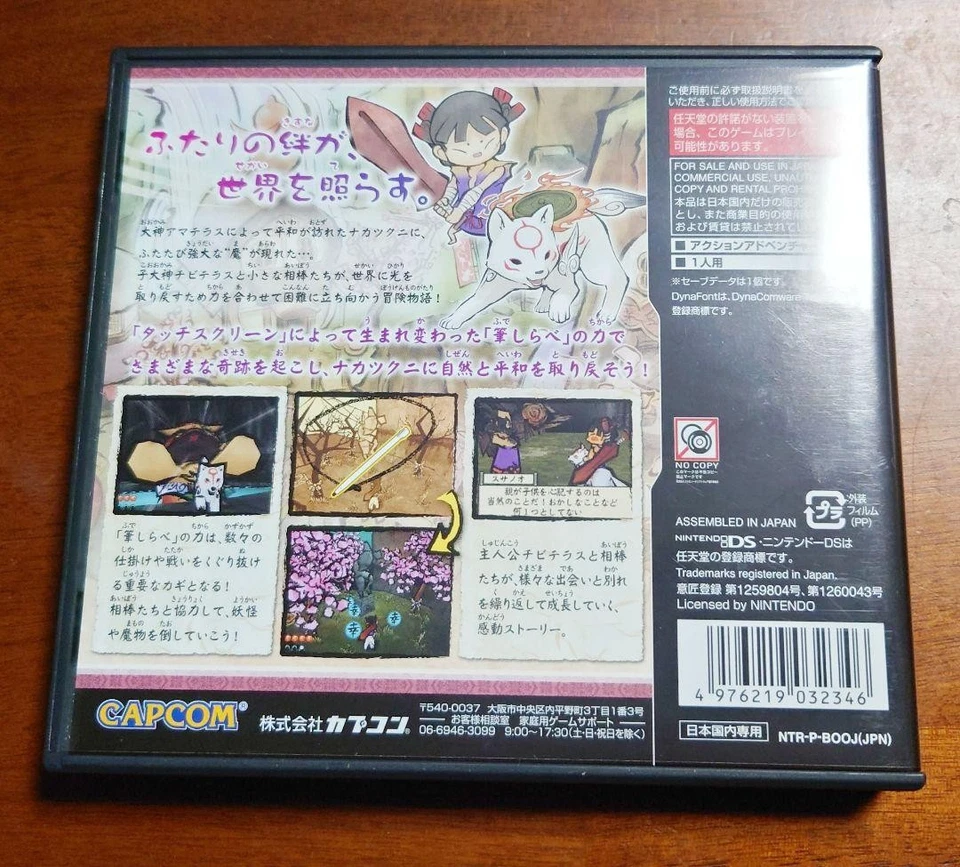 ふたりの絆が、
世界を照らす。
大神アマテラスによって平和が訪れたナカツクニに、
ふたたび強大な“魔”が現れた…。
子大神チビテラスと小さな相棒たちが、世界に光を
取り戻すため力を合わせて困難に立ち向かう冒険物語!
「タッチスクリーン」によって生まれ変わった「筆しらべ」の力で
さまざまな奇跡を起こし、ナカツクニに自然と平和を取り戻そう!
「筆しらべ」の力は、数々の
仕掛けや戦いをくぐり抜け
る重要なカギとなる!
相棒たちと協力して、妖怪
や魔物を倒していこう!
スサノオ
親が子供を心配するのは
当然のことだ!おかしなことなど
何1つとしてない
主人公チビテラスと相棒
たちが、様々な出会いと別れ
を繰り返して成長していく、
感動ストーリー。
CAPCOM®
株式会社カプコン®
〒540-0037 大阪市中央区内平野町3丁目1番3号
お客様相談室 家庭用ゲームサポート
06-6946-3099 9:00~17:30(土・日・祝日を除く)
ご使用前に必ず取扱説明書を
いただき、正しい使用方法でご
任天堂の許諾がない装置
場合、このゲームはプレイ
可能性があります。
FOR SALE AND USE IN
COMMERCIAL USE,
COPY AND RENTAL
本品は日本国内だけの販売
とし、また商業目的の使用
および賃貸は禁止されてい
■ アクションアドベンチー
■ 1人用
※セーブデータは1個です。
DynaFontは、DynaComware
登録商標です。
NO COPY
プラ
外装
フィルム
(PP)
ASSEMBLED IN JAPAN
NINTENDO DS・ニンテンドーDSは
任天堂の登録商標です。
Trademarks registered in Japan.
意匠登録 第1259804号、第1260043号
Licensed by NINTENDO
4 976219 032346
日本国内専用
NTR-P-BOOJ(JPN)